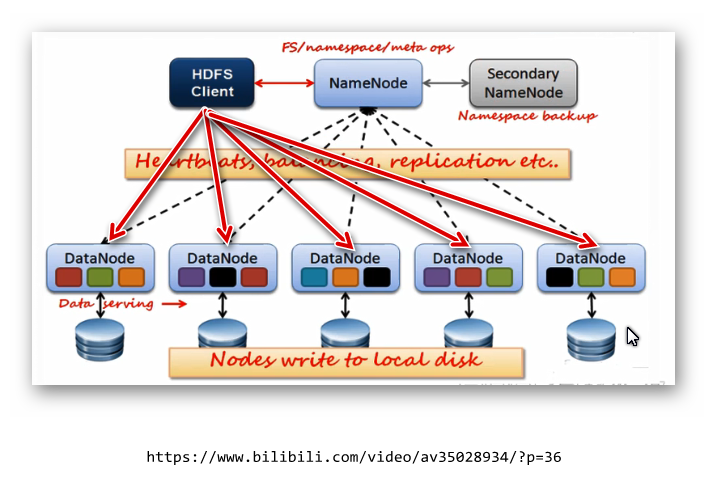 FS/namespace/meta ops
HDFS
Client
NameNode
Secondary
NameNode
Namespace backup
Heartbeats, balancing, replication etc..
DataNode
DataNode
DataNode
DataNode
DataNode
Data serving
Nodes write to local disk
https://www.bilibili.com/video/av35028934/?p=36